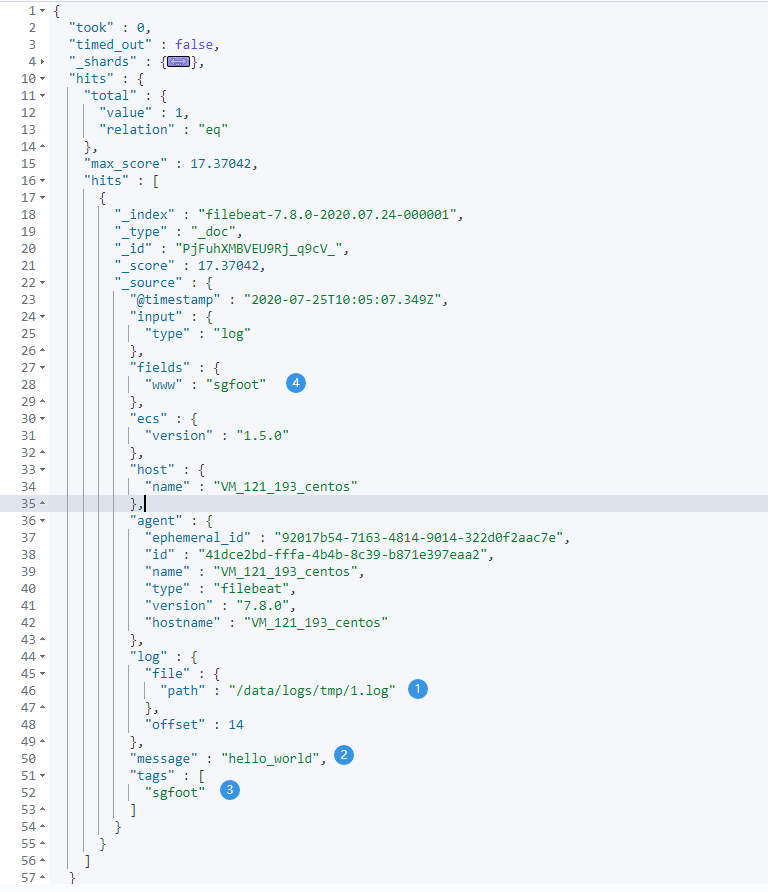 1 {
2 "took" : 0,
3 "timed_out" : false,
4 "_shards" : {},
10 "hits" : {
11 "total" : {
12 "value" : 1,
13 "relation" : "eq"
14 },
15 "max_score" : 17.37042,
16 "hits" : [
17 {
18 "_index" : "filebeat-7.8.0-2020.07.24-000001",
19 "_type" : "_doc",
20 "_id" : "PjFuhXMBVEU9Rj_q9cV_",
21 "_score" : 17.37042,
22 "_source" : {
23 "@timestamp" : "2020-07-25T10:05:07.349Z",
24 "input" : {
25 "type" : "log"
26 },
27 "fields" : {
28 "www" : "sgfoot" 4
29 },
30 "ecs" : {
31 "version" : "1.5.0"
32 },
33 "host" : {
34 "name" : "VM_121_193_centos"
35 },
36 "agent" : {
37 "ephemeral_id" : "92017b54-7163-4814-9014-322d0f2aac7e",
38 "id" : "41dce2bd-fffa-4b4b-8c39-b871e397eaa2",
39 "name" : "VM_121_193_centos",
40 "type" : "filebeat",
41 "version" : "7.8.0",
42 "hostname" : "VM_121_193_centos"
43 },
44 "log" : {
45 "file" : {
46 "path" : "/data/logs/tmp/1.log" 1
47 },
48 "offset" : 14
49 },
50 "message" : "hello_world", 2
51 "tags" : [
52 "sgfoot" 3
53 ]
54 }
55 }
56 ]
57 }